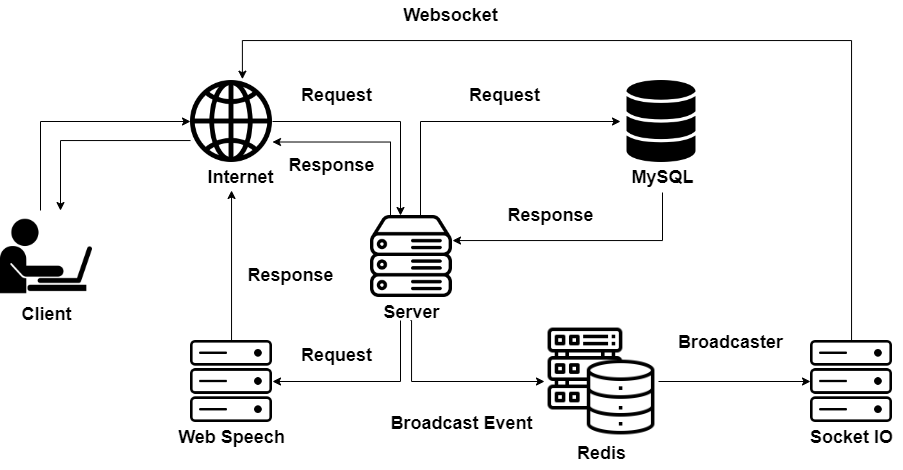 Websocket
Request
Request
Response
Internet
MySQL
Response
Response
Client
Server
Request
Broadcaster
Broadcast Event
Web Speech
Redis
Socket IO